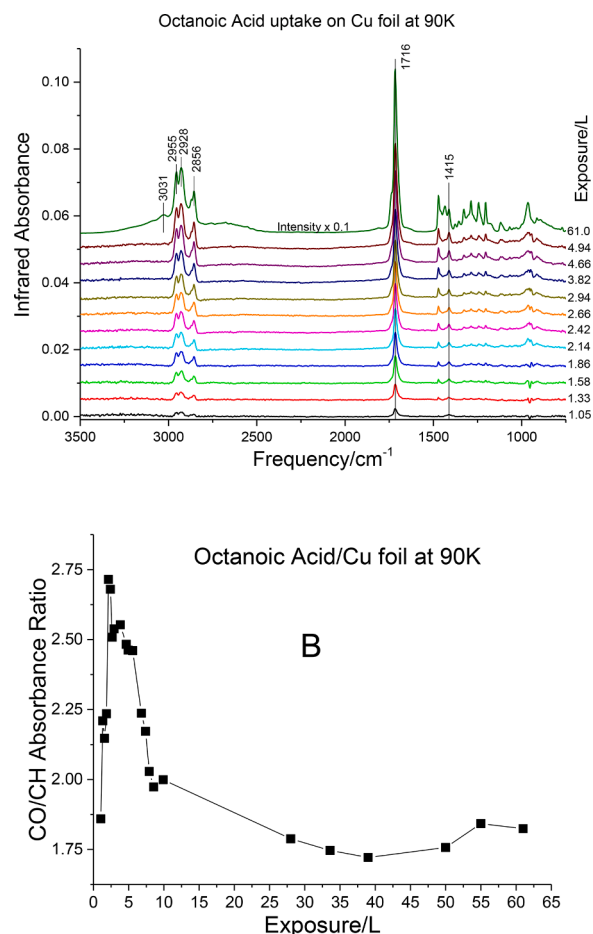 Octanoic Acid uptake on Cu foil at 90K
Infrared Absorbance
0.10
0.08
0.06
0.04
0.02
0.00
3031
2955
2928
2856
1716
1415
Intensity x 0.1
Exposure/L
61.0
4.94
4.66
3.82
2.94
2.66
2.42
2.14
1.86
1.58
1.33
1.05
3500 3000 2500 2000 1500 1000
Frequency/cm⁻¹
Octanoic Acid/Cu foil at 90K
B
CO/CH Absorbance Ratio
2.75
2.50
2.25
2.00
1.75
0 5 10 15 20 25 30 35 40 45 50 55 60 65
Exposure/L